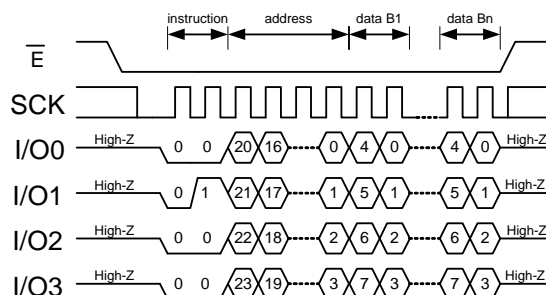 instruction address data B1 data Bn
E
SCK
I/O0 High-Z 0 0 20 16 0 4 0 4 0 High-Z
I/O1 High-Z 0 1 21 17 1 5 1 5 1 High-Z
I/O2 High-Z 0 0 22 18 2 6 2 6 2 High-Z
I/O3 High-Z 0 0 23 19 3 7 3 7 3 High-Z